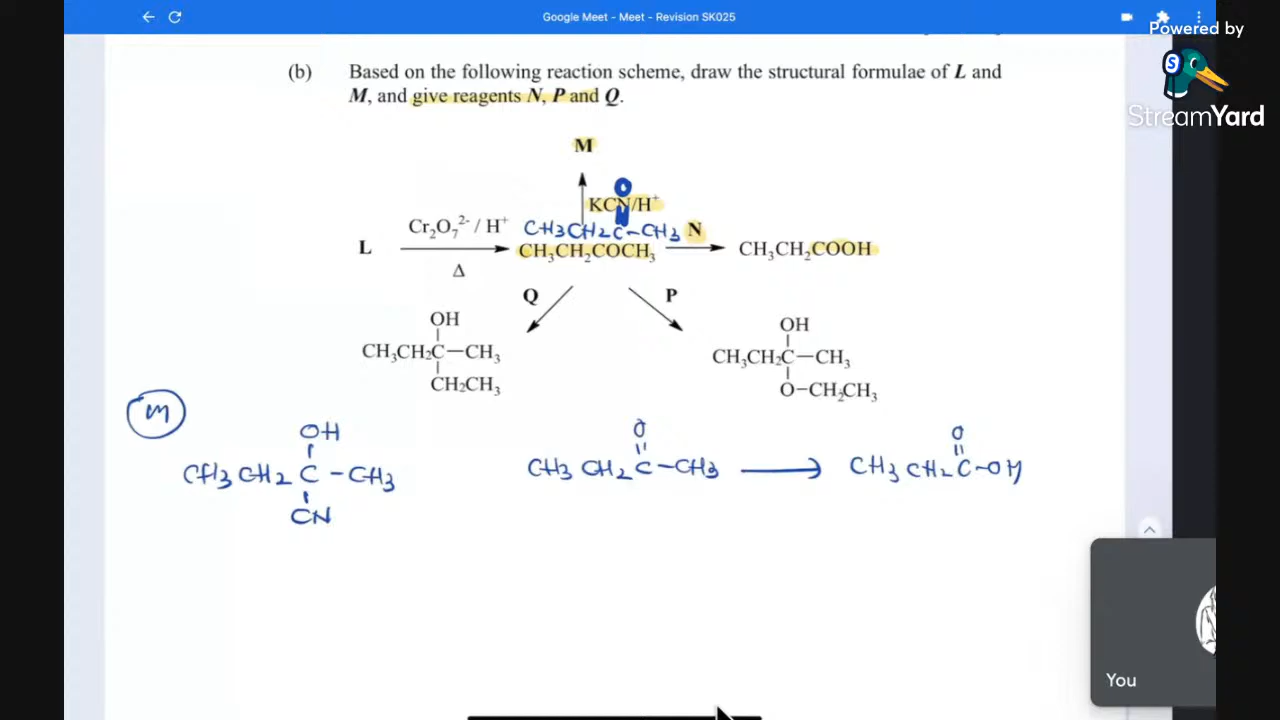 Google Meet - Meet - Revision SK025
Powered by
S
StreamYard
(b) Based on the following reaction scheme, draw the structural formulae of L and
M, and give reagents N, P and Q.
M
O
KCN/H⁺
Cr₂O₇²⁻ / H⁺
CH3CH2C-CH3
N
L
CH₃CH₂COCH₃
CH₃CH₂COOH
Δ
Q
P
OH
CH₃CH₂C—CH₃
CH₂CH₃
OH
CH₃CH₂C—CH₃
O—CH₂CH₃
M
OH
CH3CH2C-CH3
CN
O
CH3CH2C-CH3
O
CH3CH2C-OH
You